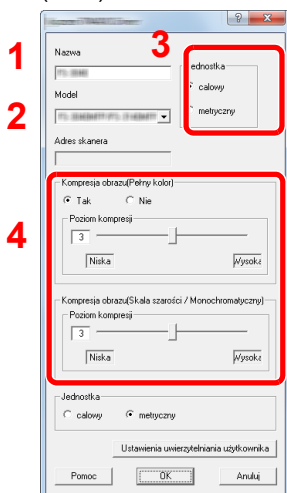 1
Nazwa
3
Jednostka
calowy
metryczny
Model
2
Adres skanera
4
Kompresja obrazu(Pełny kolor)
Tak Nie
Poziom kompresji
3
Niska Wysoka
Kompresja obrazu(Skala szarości / Monochromatyczny)
Poziom kompresji
3
Niska Wysoka
Jednostka
calowy metryczny
Ustawienia uwierzytelniania użytkownika
Pomoc OK Anuluj